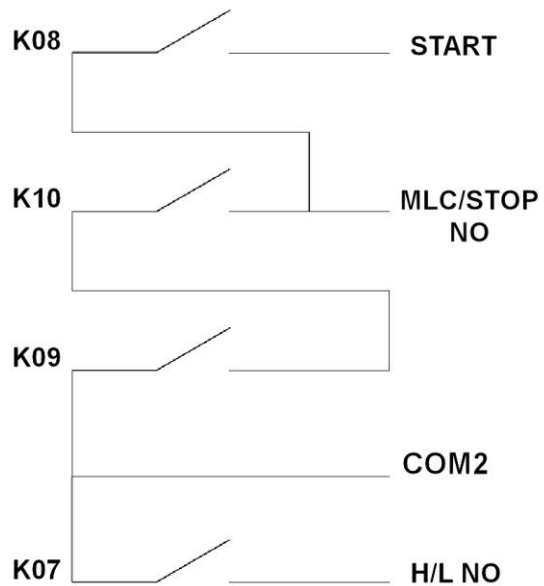 K08
START
K10
MLC/STOP
NO
K09
COM2
K07
H/L NO